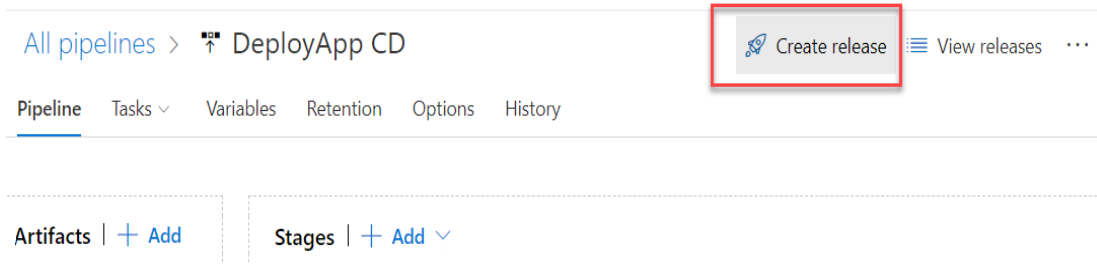 All pipelines > DeployApp CD Create release View releases ...
Pipeline Tasks Variables Retention Options History
Artifacts | + Add Stages | + Add